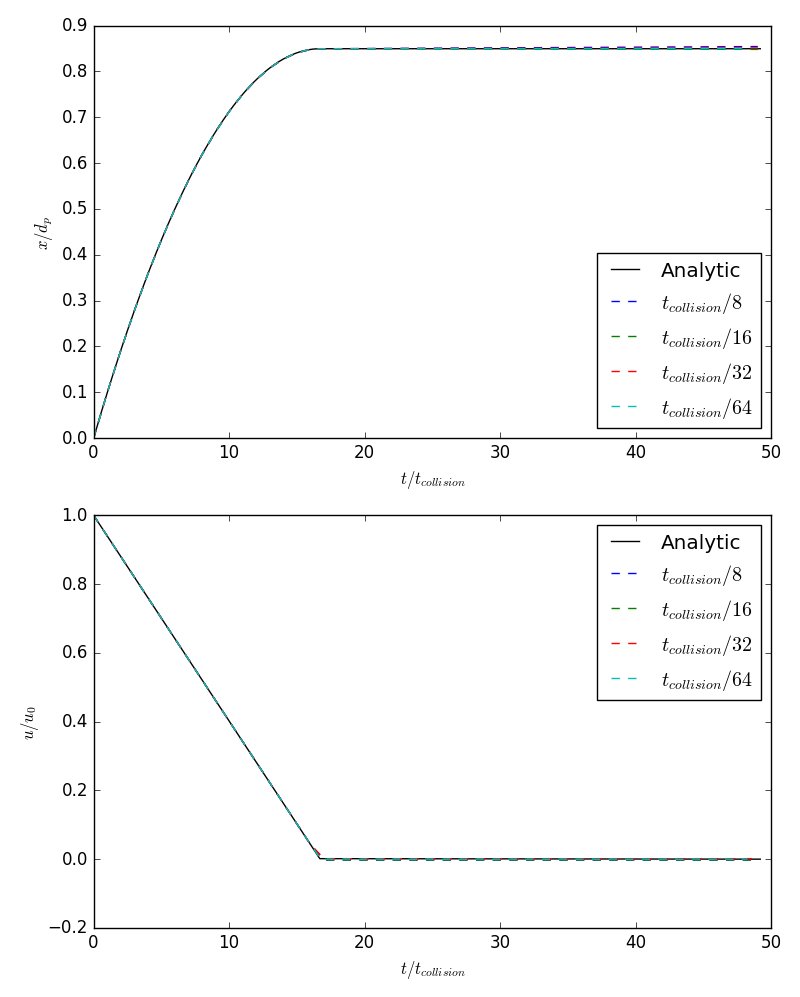 0.9
0.8
0.7
0.6
0.5
0.4
0.3
0.2
0.1
0.0
x/d_p
Analytic
t_collision/8
t_collision/16
t_collision/32
t_collision/64
0 10 20 30 40 50
t/t_collision
1.0
0.8
0.6
0.4
0.2
0.0
−0.2
u/u_0
Analytic
t_collision/8
t_collision/16
t_collision/32
t_collision/64
0 10 20 30 40 50
t/t_collision